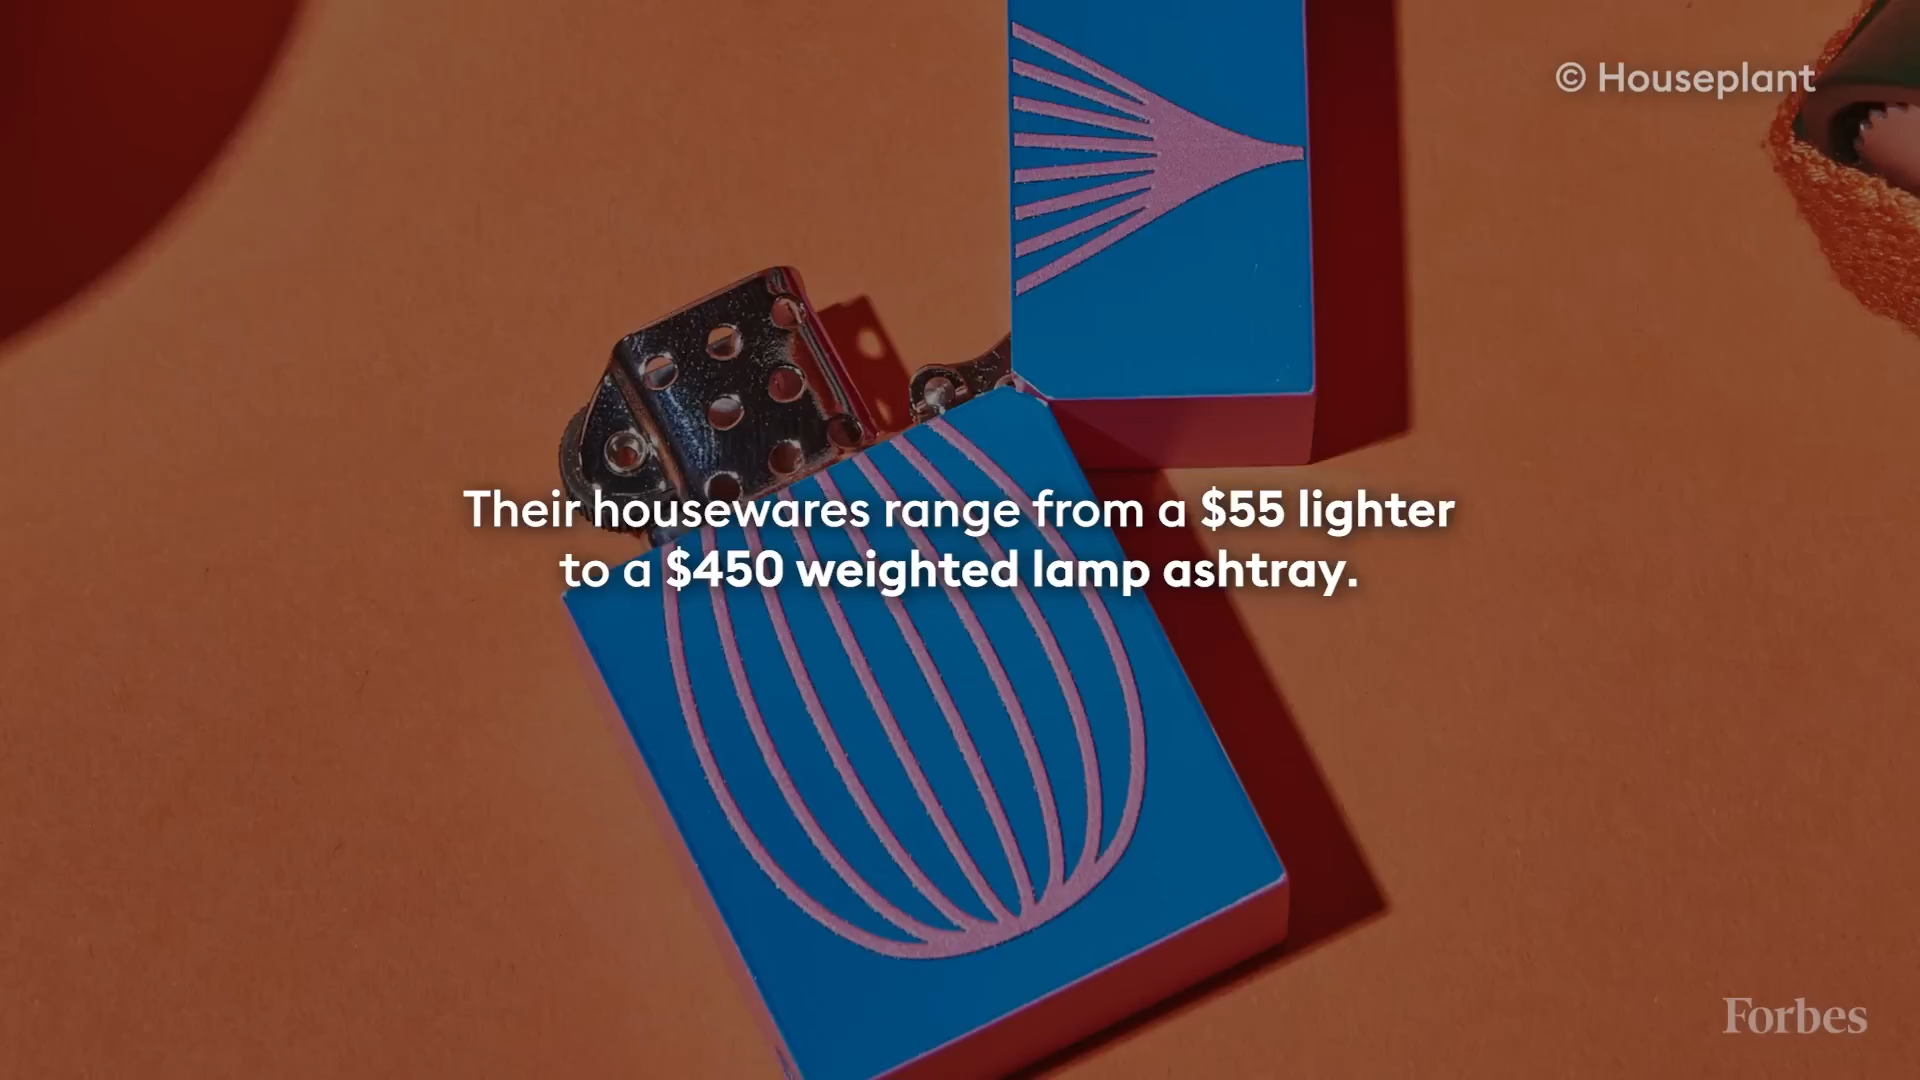 © Houseplant
Their housewares range from a $55 lighter
to a $450 weighted lamp ashtray.
Forbes